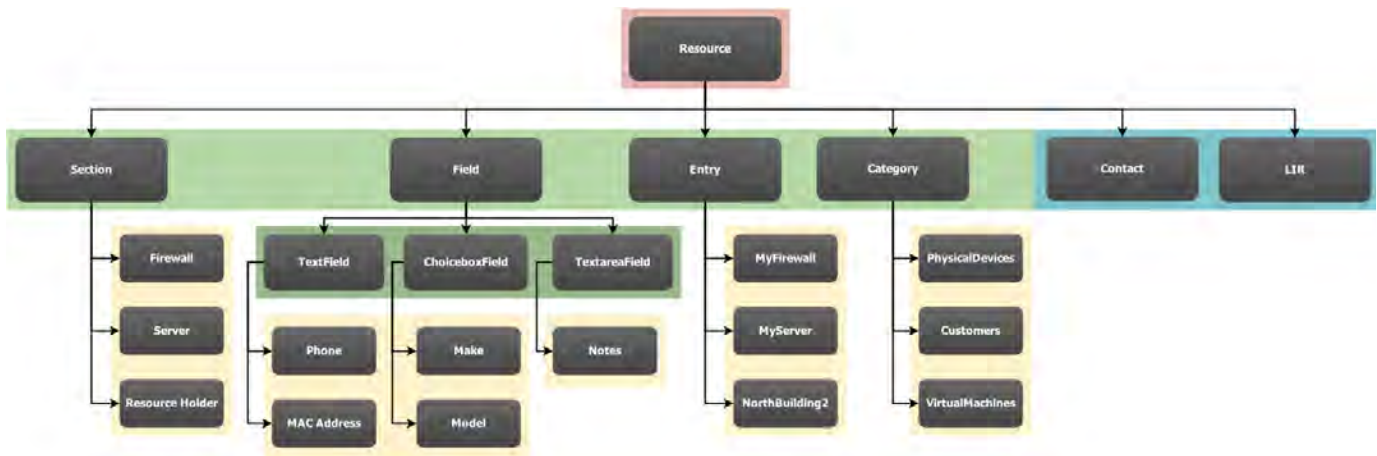 Resource
Section
Field
Entry
Category
Contact
LIR
Firewall
TextField
ChoiceboxField
TextareaField
MyFirewall
PhysicalDevices
Server
Phone
Make
Notes
MyServer
Customers
Resource Holder
MAC Address
Model
NorthBuilding2
VirtualMachines